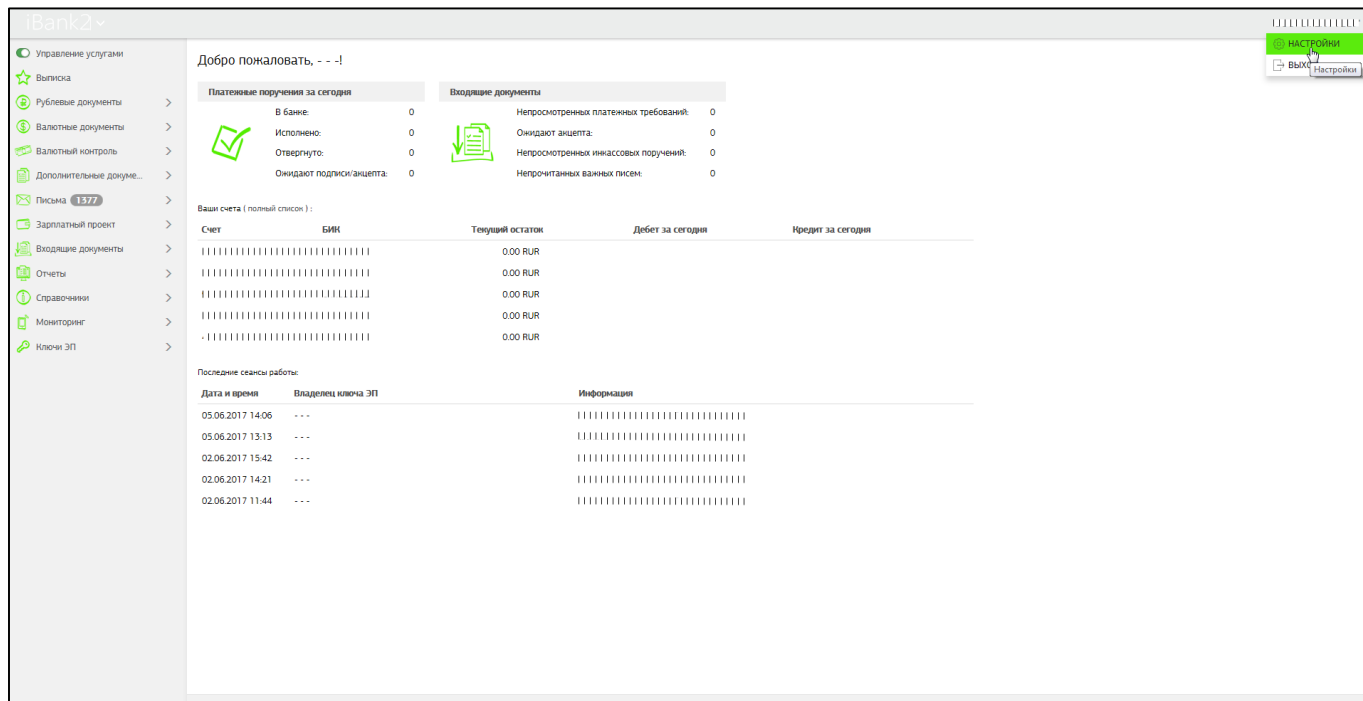 iBank2
НАСТРОЙКИ
Настройки
Управление услугами
Выписка
Рублевые документы
Валютные документы
Валютный контроль
Дополнительные докуме...
Письма 1377
Зарплатный проект
Входящие документы
Отчеты
Справочники
Мониторинг
Ключи ЭП
Добро пожаловать, - - -!
Платежные поручения за сегодня
В банке: 0
Исполнено: 0
Отвергнуто: 0
Ожидают подписи/акцепта: 0
Входящие документы
Непросмотренных платежных требований: 0
Ожидают акцепта: 0
Непросмотренных инкассовых поручений: 0
Непрочитанных важных писем: 0
Ваши счета ( полный список ) :
Счет БИК Текущий остаток Дебет за сегодня Кредит за сегодня
0.00 RUR
0.00 RUR
0.00 RUR
0.00 RUR
0.00 RUR
Последние сеансы работы:
Дата и время Владелец ключа ЭП Информация
05.06.2017 14:06 - - -
05.06.2017 13:13 - - -
02.06.2017 15:42 - - -
02.06.2017 14:21 - - -
02.06.2017 11:44 - - -